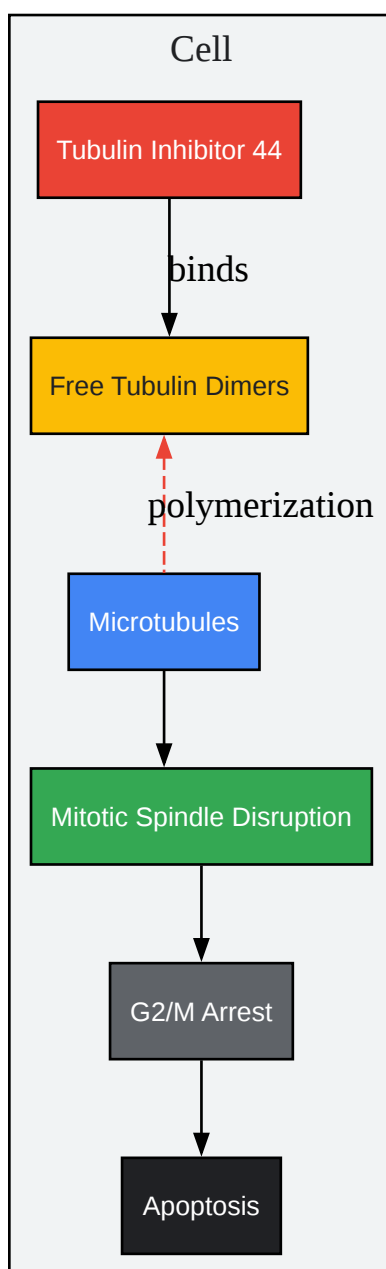 Cell
Tubulin Inhibitor 44
binds
Free Tubulin Dimers
polymerization
Microtubules
Mitotic Spindle Disruption
G2/M Arrest
Apoptosis